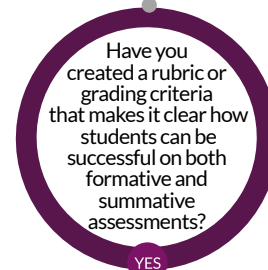 Have you
created a rubric or
grading criteria
that makes it clear how
students can be
successful on both
formative and
summative
assessments?
YES